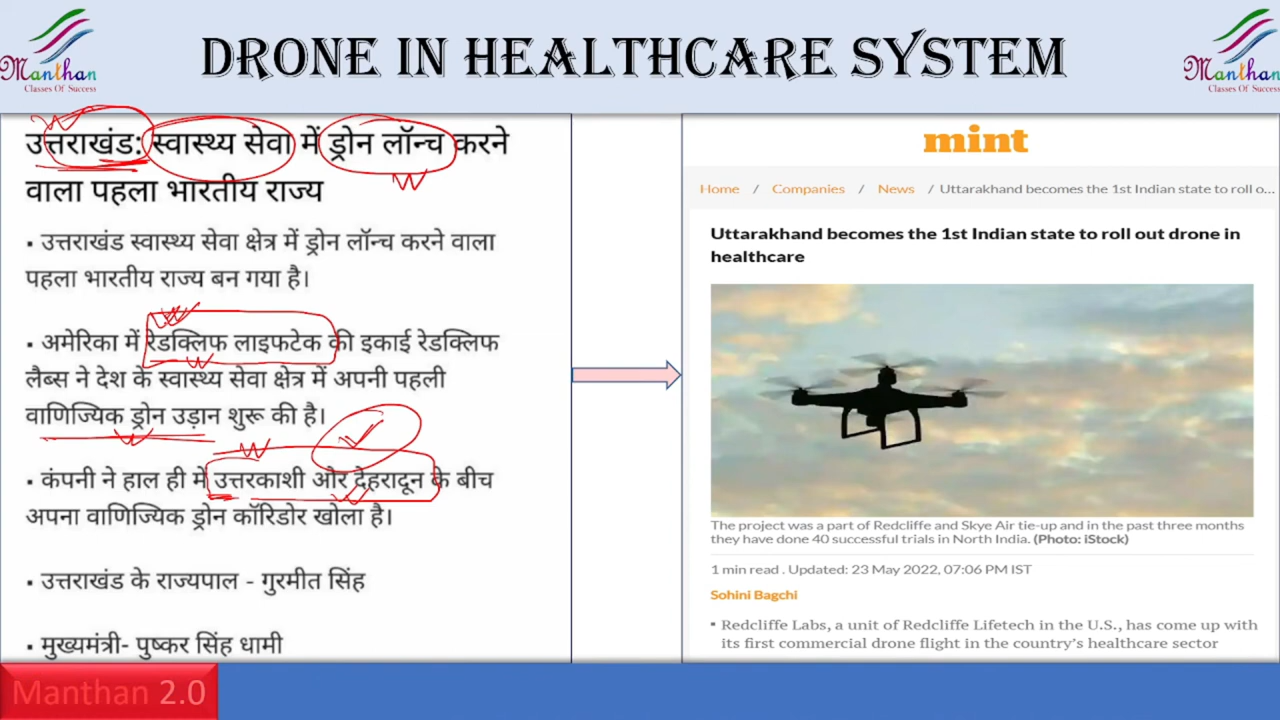 DRONE IN HEALTHCARE SYSTEM
Manthan
Classes Of Success
Manthan
Classes Of Success
उत्तराखंड: स्वास्थ्य सेवा में ड्रोन लॉन्च करने
वाला पहला भारतीय राज्य
▪ उत्तराखंड स्वास्थ्य सेवा क्षेत्र में ड्रोन लॉन्च करने वाला
पहला भारतीय राज्य बन गया है।
▪ अमेरिका में रेडक्लिफ लाइफटेक की इकाई रेडक्लिफ
लैब्स ने देश के स्वास्थ्य सेवा क्षेत्र में अपनी पहली
वाणिज्यिक ड्रोन उड़ान शुरू की है।
▪ कंपनी ने हाल ही में उत्तरकाशी और देहरादून के बीच
अपना वाणिज्यिक ड्रोन कॉरिडोर खोला है।
▪ उत्तराखंड के राज्यपाल - गुरमीत सिंह
▪ मुख्यमंत्री- पुष्कर सिंह धामी
mint
Home / Companies / News / Uttarakhand becomes the 1st Indian state to roll o...
Uttarakhand becomes the 1st Indian state to roll out drone in
healthcare
The project was a part of Redcliffe and Skye Air tie-up and in the past three months
they have done 40 successful trials in North India. (Photo: iStock)
1 min read . Updated: 23 May 2022, 07:06 PM IST
Sohini Bagchi
▪ Redcliffe Labs, a unit of Redcliffe Lifetech in the U.S., has come up with
its first commercial drone flight in the country's healthcare sector
Manthan 2.0